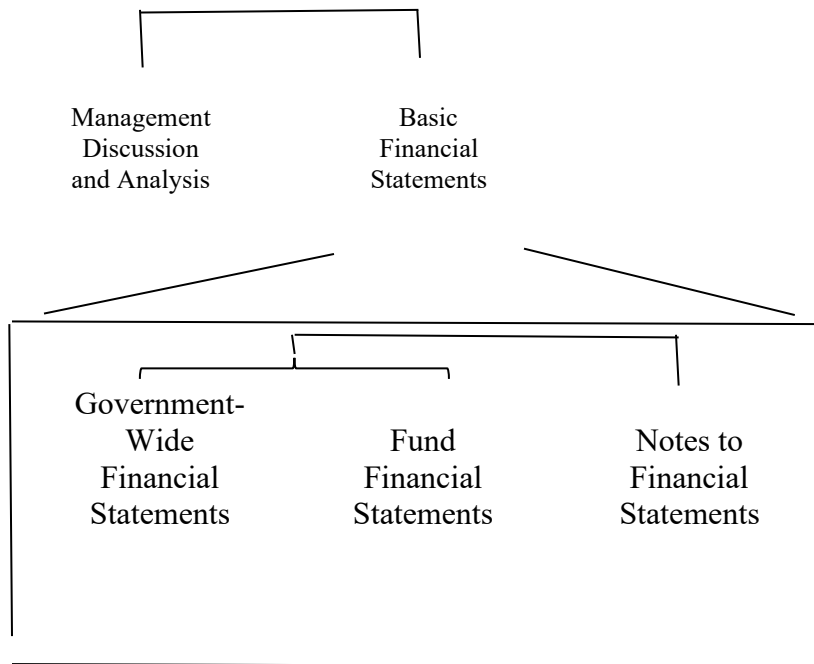 Management
Discussion
and Analysis
Basic
Financial
Statements
Government-
Wide
Financial
Statements
Fund
Financial
Statements
Notes to
Financial
Statements